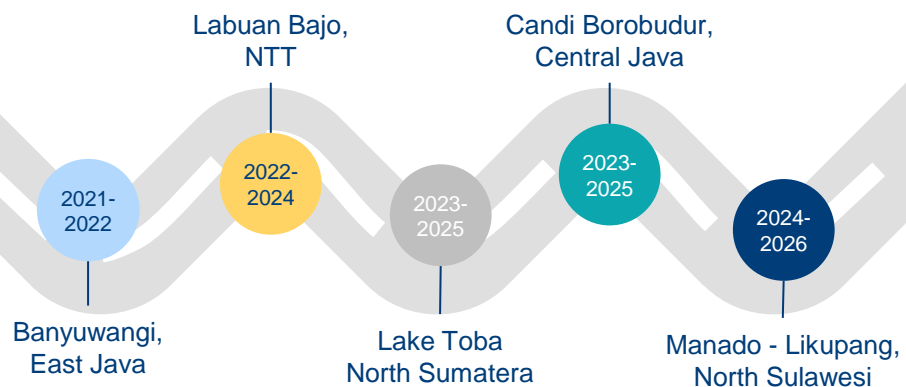 Labuan Bajo,
NTT
Candi Borobudur,
Central Java
2021-
2022
2022-
2024
2023-
2025
2023-
2025
2024-
2026
Banyuwangi,
East Java
Lake Toba
North Sumatera
Manado - Likupang,
North Sulawesi